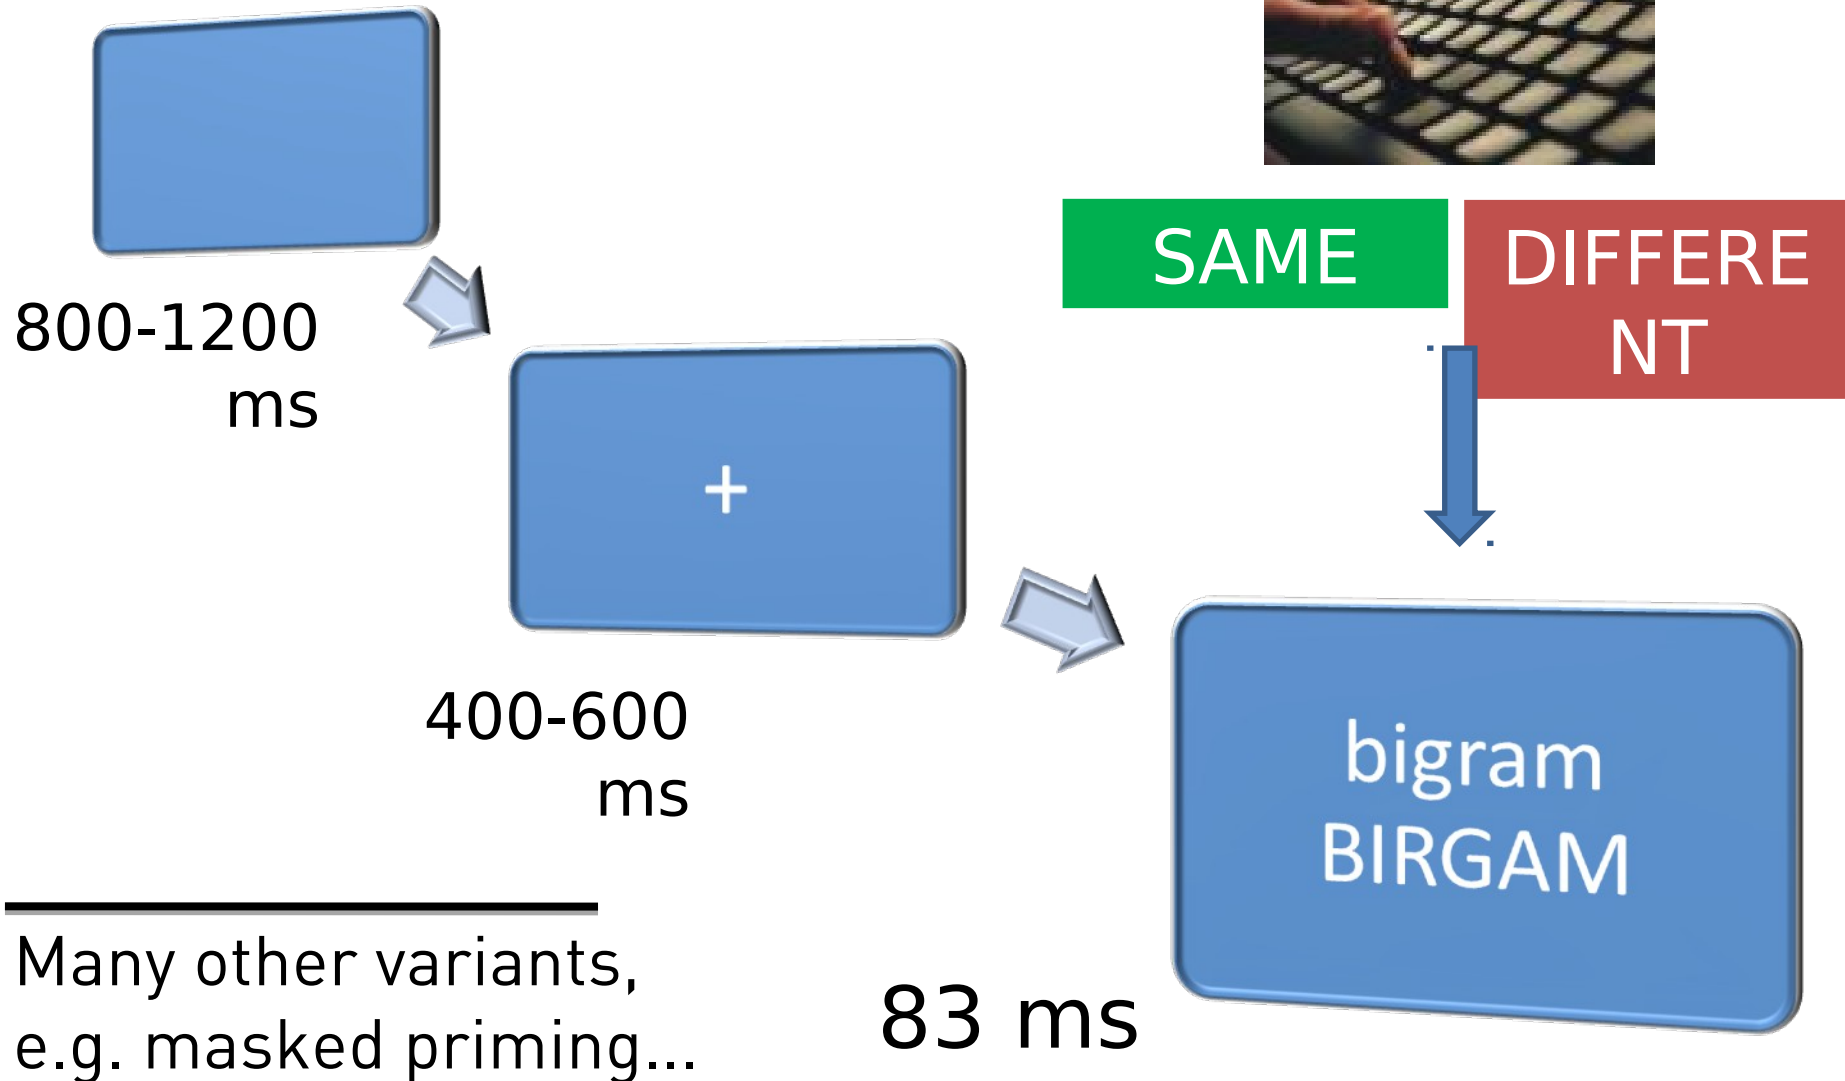 SAME
DIFFERE
NT
800-1200
ms
+
400-600
ms
bigram
BIRGAM
83 ms
Many other variants,
e.g. masked priming...